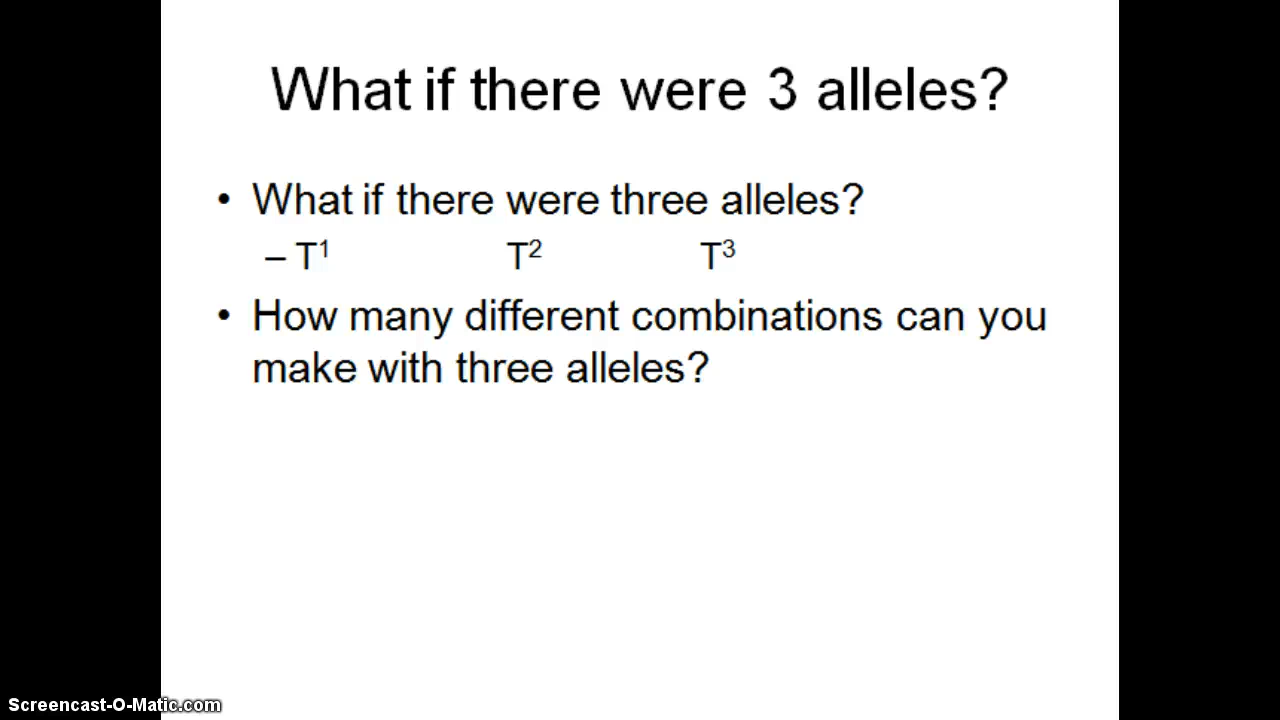 What if there were 3 alleles?
• What if there were three alleles?
– T¹ T² T³
• How many different combinations can you
make with three alleles?
Screencast-O-Matic.com